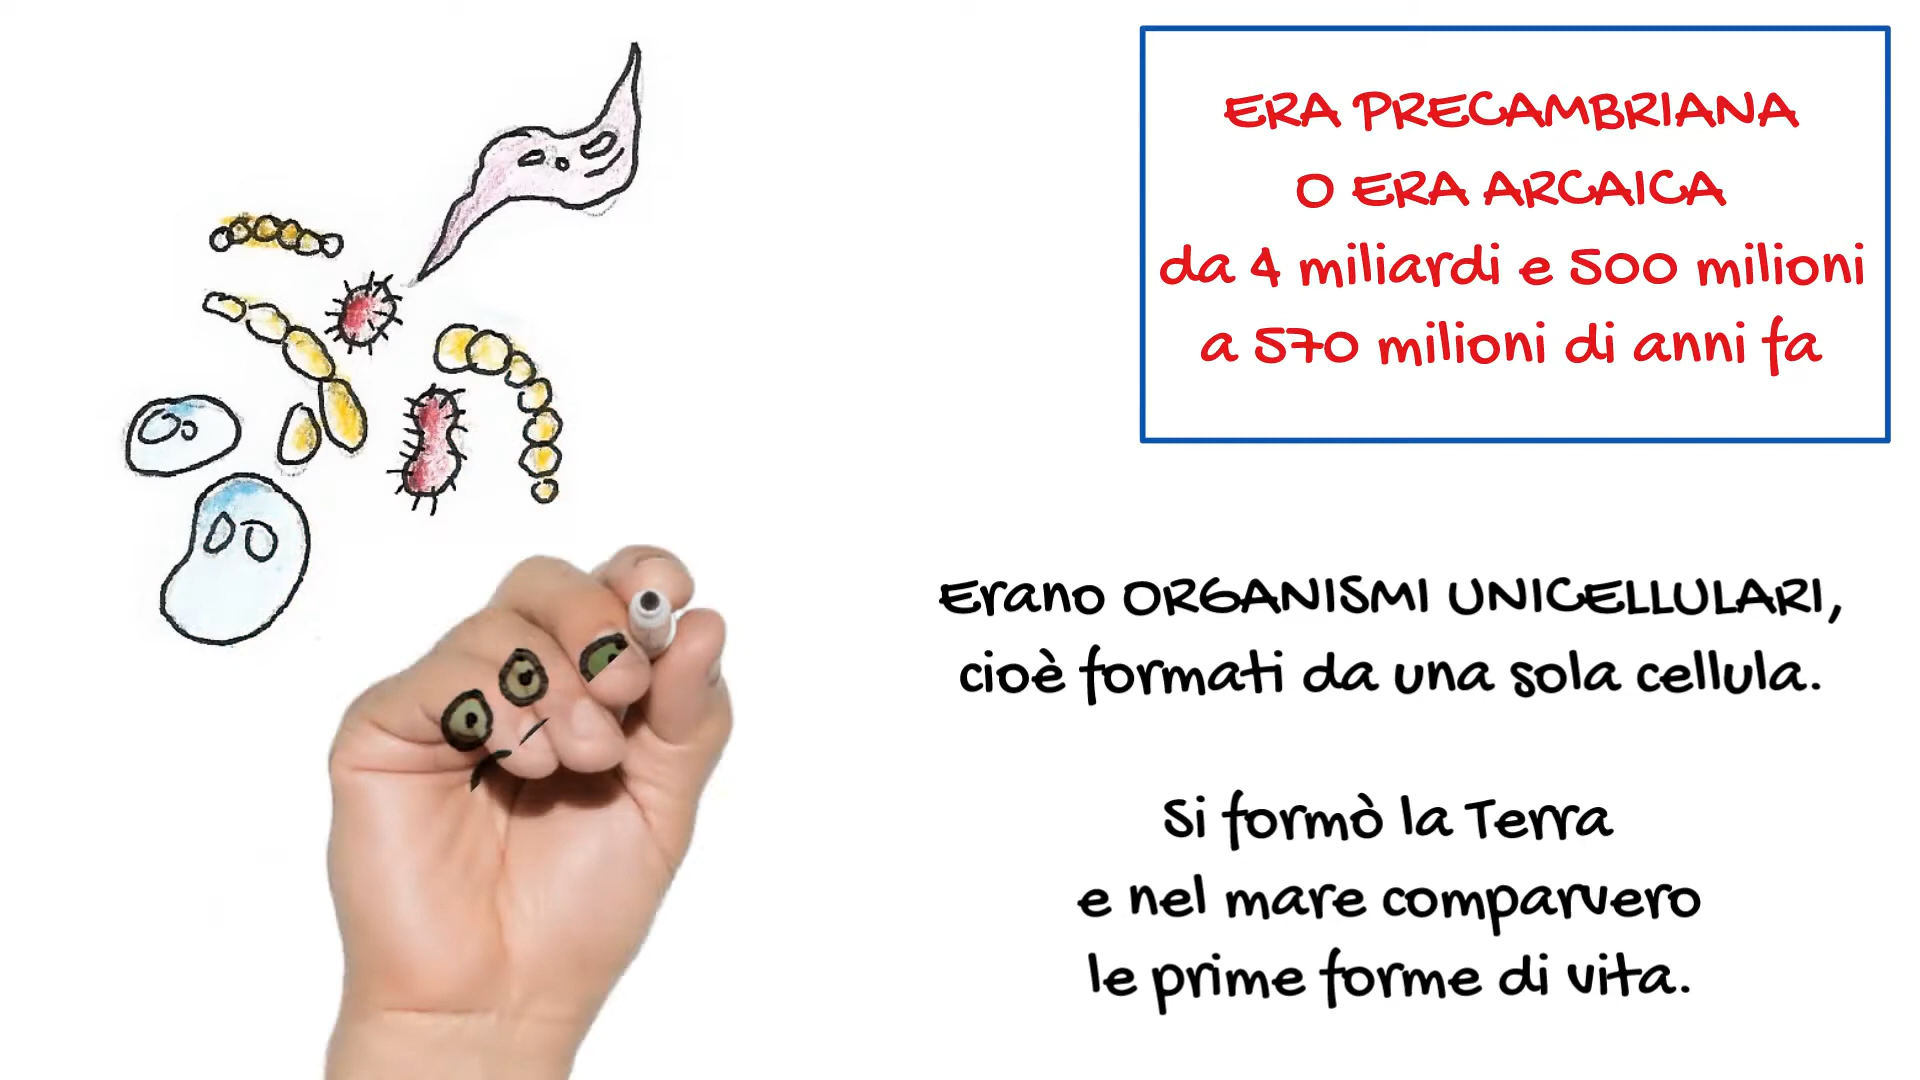 ERA PRECAMBRIANA
O ERA ARCAICA
da 4 miliardi e 500 milioni
a 570 milioni di anni fa
Erano ORGANISMI UNICELLULARI,
cioè formati da una sola cellula.
Si formò la Terra
e nel mare comparvero
le prime forme di vita.